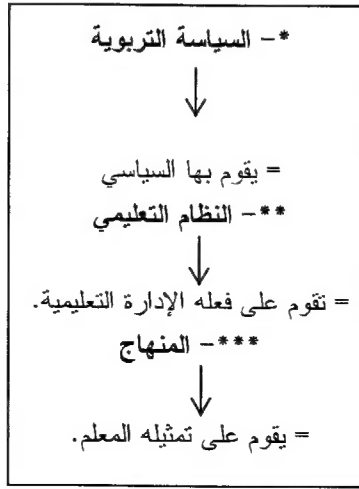 *- السياسة التربوية
= يقوم بها السياسي
**- النظام التعليمي
= تقوم على فعله الإدارة التعليمية.
***- المنهاج
= يقوم على تمثيله المعلم.